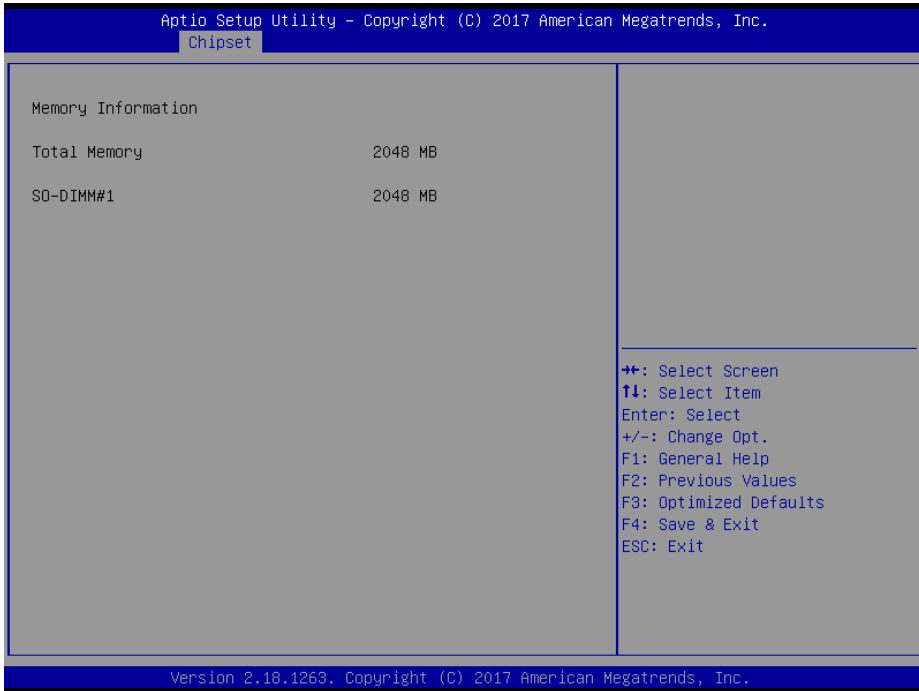 Aptio Setup Utility – Copyright (C) 2017 American Megatrends, Inc.
Chipset
Memory Information
Total Memory 2048 MB
SO-DIMM#1 2048 MB
→←: Select Screen
↑↓: Select Item
Enter: Select
+/-: Change Opt.
F1: General Help
F2: Previous Values
F3: Optimized Defaults
F4: Save & Exit
ESC: Exit
Version 2.18.1263. Copyright (C) 2017 American Megatrends, Inc.